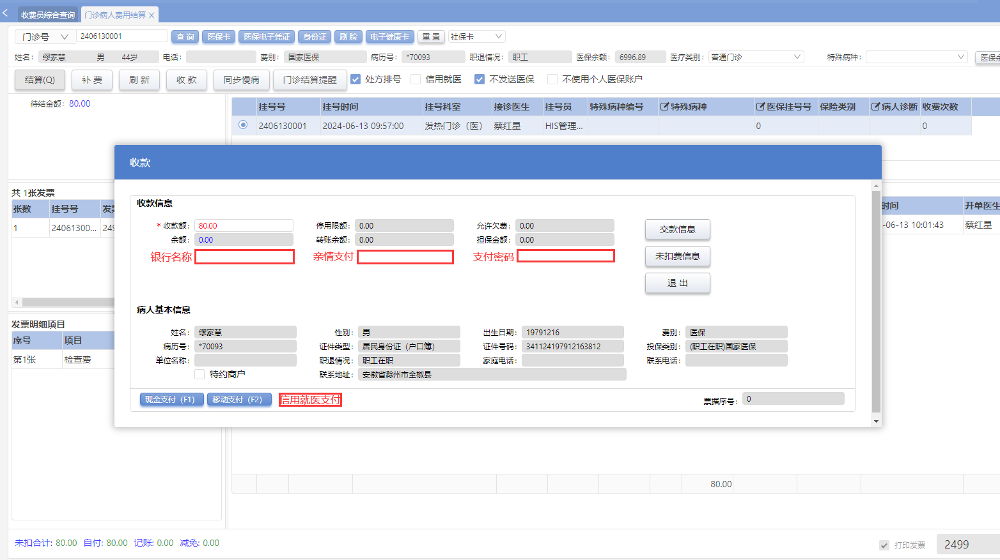 收费员综合查询 门诊病人费用结算 ×
门诊号 2406130001 查 询 医保卡 医保电子凭证 身份证 刷 脸 电子健康卡 重 置 社保卡
姓名： 缪家慧 男 44岁 电话： 费别： 国家医保 病历号： *70093 职退情况： 职工 医保余额： 6996.89 医疗类别： 普通门诊 特殊病种： 医保
结算(Q) 补 费 刷 新 收 款 同步慢病 门诊结算提醒 处方排号 信用就医 不发送医保 不使用个人医保账户
待结金额： 80.00
挂号号 挂号时间 挂号科室 接诊医生 挂号员 特殊病种编号 特殊病种 医保挂号号 保险类别 病人诊断 收费次数
2406130001 2024-06-13 09:57:00 发热门诊（医） 蔡红星 HIS管理... 0 0
收款
共 1张发票
张数 挂号号 发
1 24061300... 249
时间 开单医生
-06-13 10:01:43 蔡红星
收款信息
* 收款额： 80.00 停用限额： 0.00 允许欠费： 0.00 交款信息
余额： 0.00 转账余额： 0.00 担保金额： 0.00
银行名称 亲情支付 支付密码 未扣费信息
退 出
病人基本信息
姓名： 缪家慧 性别： 男 出生日期： 19791216 费别： 医保
病历号： *70093 证件类型： 居民身份证（户口簿） 证件号码： 341124197912163812 投保类别： (职工在职)国家医保
单位名称： 职退情况： 职工在职 家庭电话： 联系电话：
特约商户 联系地址： 安徽省滁州市全椒县
现金支付（F1） 移动支付（F2） 信用就医支付 票据序号： 0
发票明细项目
序号 项目
第1张 检查费
80.00
未扣合计: 80.00 自付: 80.00 记账: 0.00 减免: 0.00
打印发票 2499